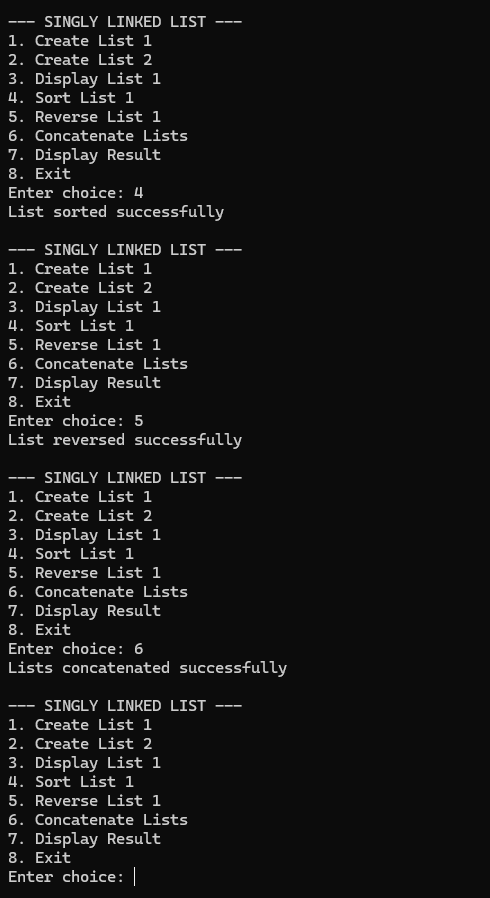 --- SINGLY LINKED LIST ---
1. Create List 1
2. Create List 2
3. Display List 1
4. Sort List 1
5. Reverse List 1
6. Concatenate Lists
7. Display Result
8. Exit
Enter choice: 4
List sorted successfully

--- SINGLY LINKED LIST ---
1. Create List 1
2. Create List 2
3. Display List 1
4. Sort List 1
5. Reverse List 1
6. Concatenate Lists
7. Display Result
8. Exit
Enter choice: 5
List reversed successfully

--- SINGLY LINKED LIST ---
1. Create List 1
2. Create List 2
3. Display List 1
4. Sort List 1
5. Reverse List 1
6. Concatenate Lists
7. Display Result
8. Exit
Enter choice: 6
Lists concatenated successfully

--- SINGLY LINKED LIST ---
1. Create List 1
2. Create List 2
3. Display List 1
4. Sort List 1
5. Reverse List 1
6. Concatenate Lists
7. Display Result
8. Exit
Enter choice: